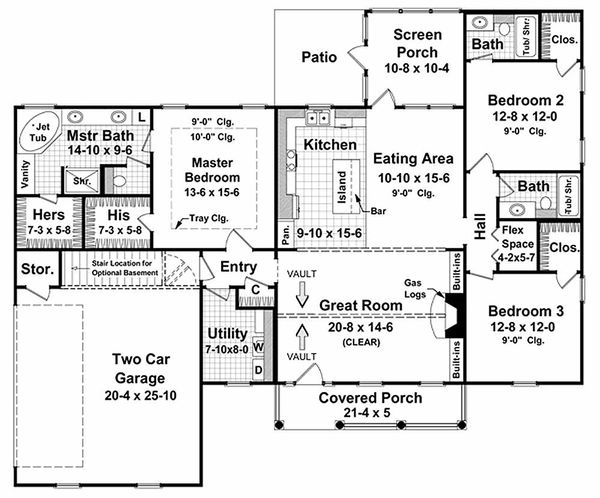 Patio
Screen
Porch
10-8 x 10-4
Bath
Tub/ Shr.
Clos.
Bedroom 2
12-8 x 12-0
9'-0" Clg.
Jet
Tub
L
Mstr Bath
14-10 x 9-6
Vanity
Shr.
9'-0" Clg.
10'-0" Clg.
Master
Bedroom
13-6 x 15-6
Tray Clg.
Kitchen
Island
Bar
Pan.
9-10 x 15-6
Eating Area
10-10 x 15-6
9'-0" Clg.
Hall
Bath
Tub/ Shr.
Flex
Space
4-2x5-7
Clos.
Hers
7-3 x 5-8
His
7-3 x 5-8
Stor.
Stair Location for
Optional Basement
Entry
C
Utility
7-10x8-0
W
D
VAULT
Great Room
20-8 x 14-6
(CLEAR)
VAULT
Gas
Logs
Built-ins
Built-ins
Bedroom 3
12-8 x 12-0
9'-0" Clg.
Two Car
Garage
20-4 x 25-10
Covered Porch
21-4 x 5